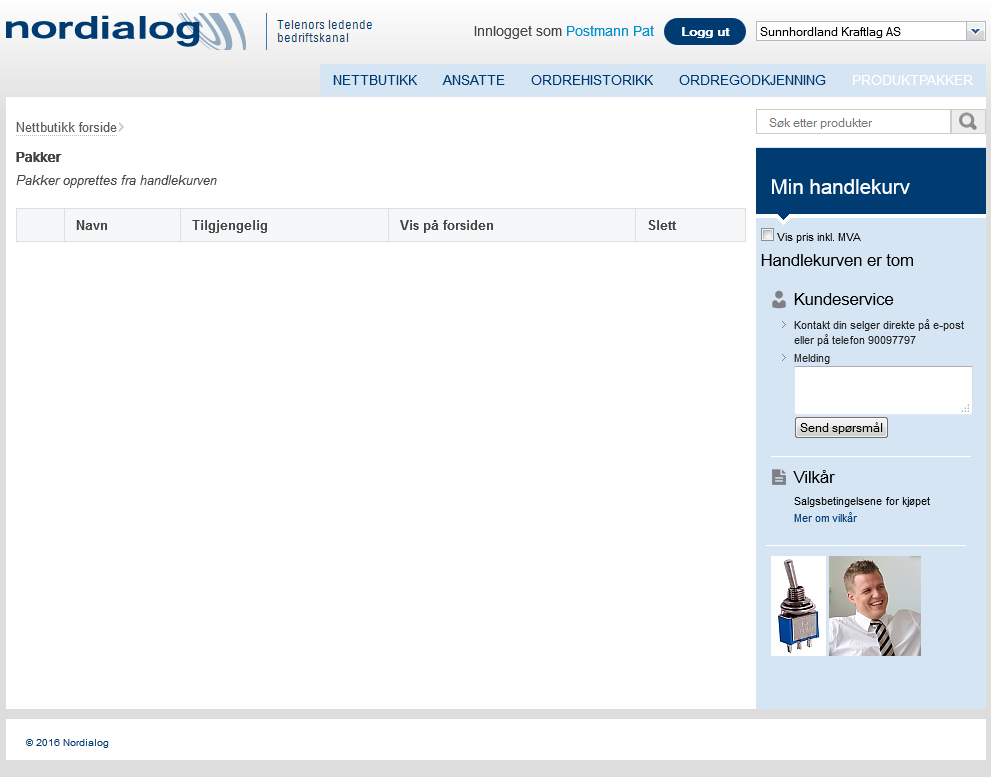 nordialog
Telenors ledende
bedriftskanal
Innlogget som Postmann Pat
Logg ut
Sunnhordland Kraftlag AS
NETTBUTIKK ANSATTE ORDREHISTORIKK ORDREGODKJENNING PRODUKTPAKKER
Nettbutikk forside
Søk etter produkter
Pakker
Pakker opprettes fra handlekurven
Navn Tilgjengelig Vis på forsiden Slett
Min handlekurv
Vis pris inkl. MVA
Handlekurven er tom
Kundeservice
Kontakt din selger direkte på e-post
eller på telefon 90097797
Melding
Send spørsmål
Vilkår
Salgsbetingelsene for kjøpet
Mer om vilkår
© 2016 Nordialog